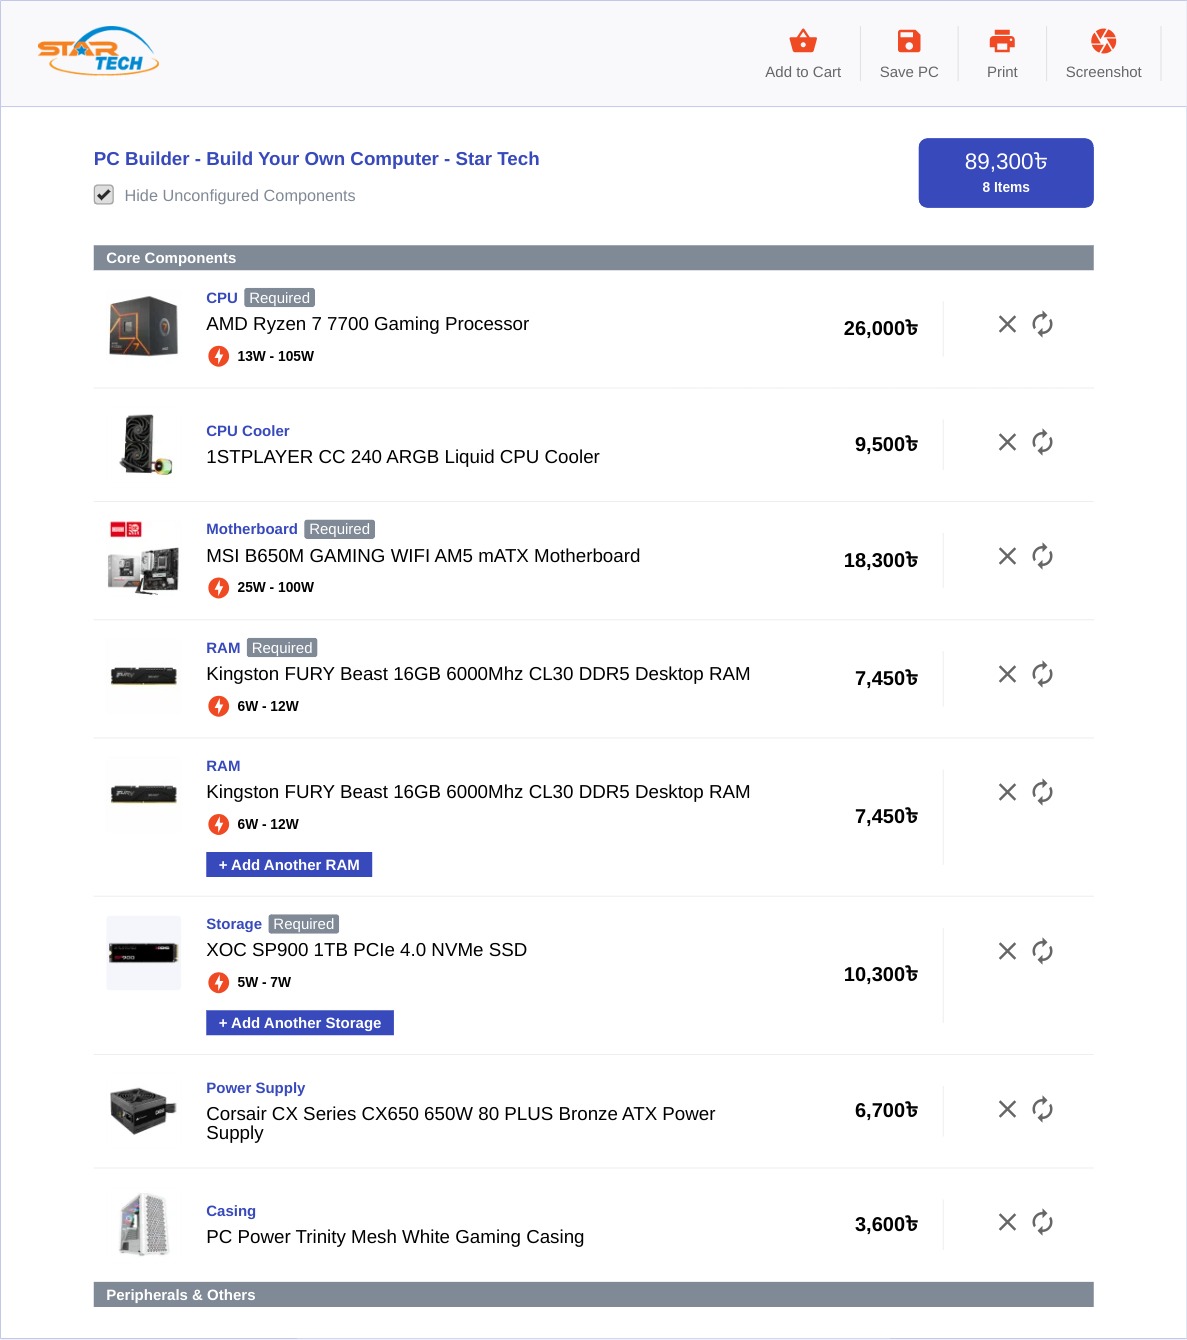 STAR
TECH
Add to Cart
Save PC
Print
Screenshot
PC Builder - Build Your Own Computer - Star Tech
89,300৳
8 Items
Hide Unconfigured Components
Core Components
CPU Required
AMD Ryzen 7 7700 Gaming Processor
26,000৳
13W - 105W
CPU Cooler
1STPLAYER CC 240 ARGB Liquid CPU Cooler
9,500৳
Motherboard Required
MSI B650M GAMING WIFI AM5 mATX Motherboard
18,300৳
25W - 100W
RAM Required
Kingston FURY Beast 16GB 6000Mhz CL30 DDR5 Desktop RAM
7,450৳
6W - 12W
RAM
Kingston FURY Beast 16GB 6000Mhz CL30 DDR5 Desktop RAM
7,450৳
6W - 12W
+ Add Another RAM
Storage Required
XOC SP900 1TB PCIe 4.0 NVMe SSD
10,300৳
5W - 7W
+ Add Another Storage
Power Supply
Corsair CX Series CX650 650W 80 PLUS Bronze ATX Power
Supply
6,700৳
Casing
PC Power Trinity Mesh White Gaming Casing
3,600৳
Peripherals & Others